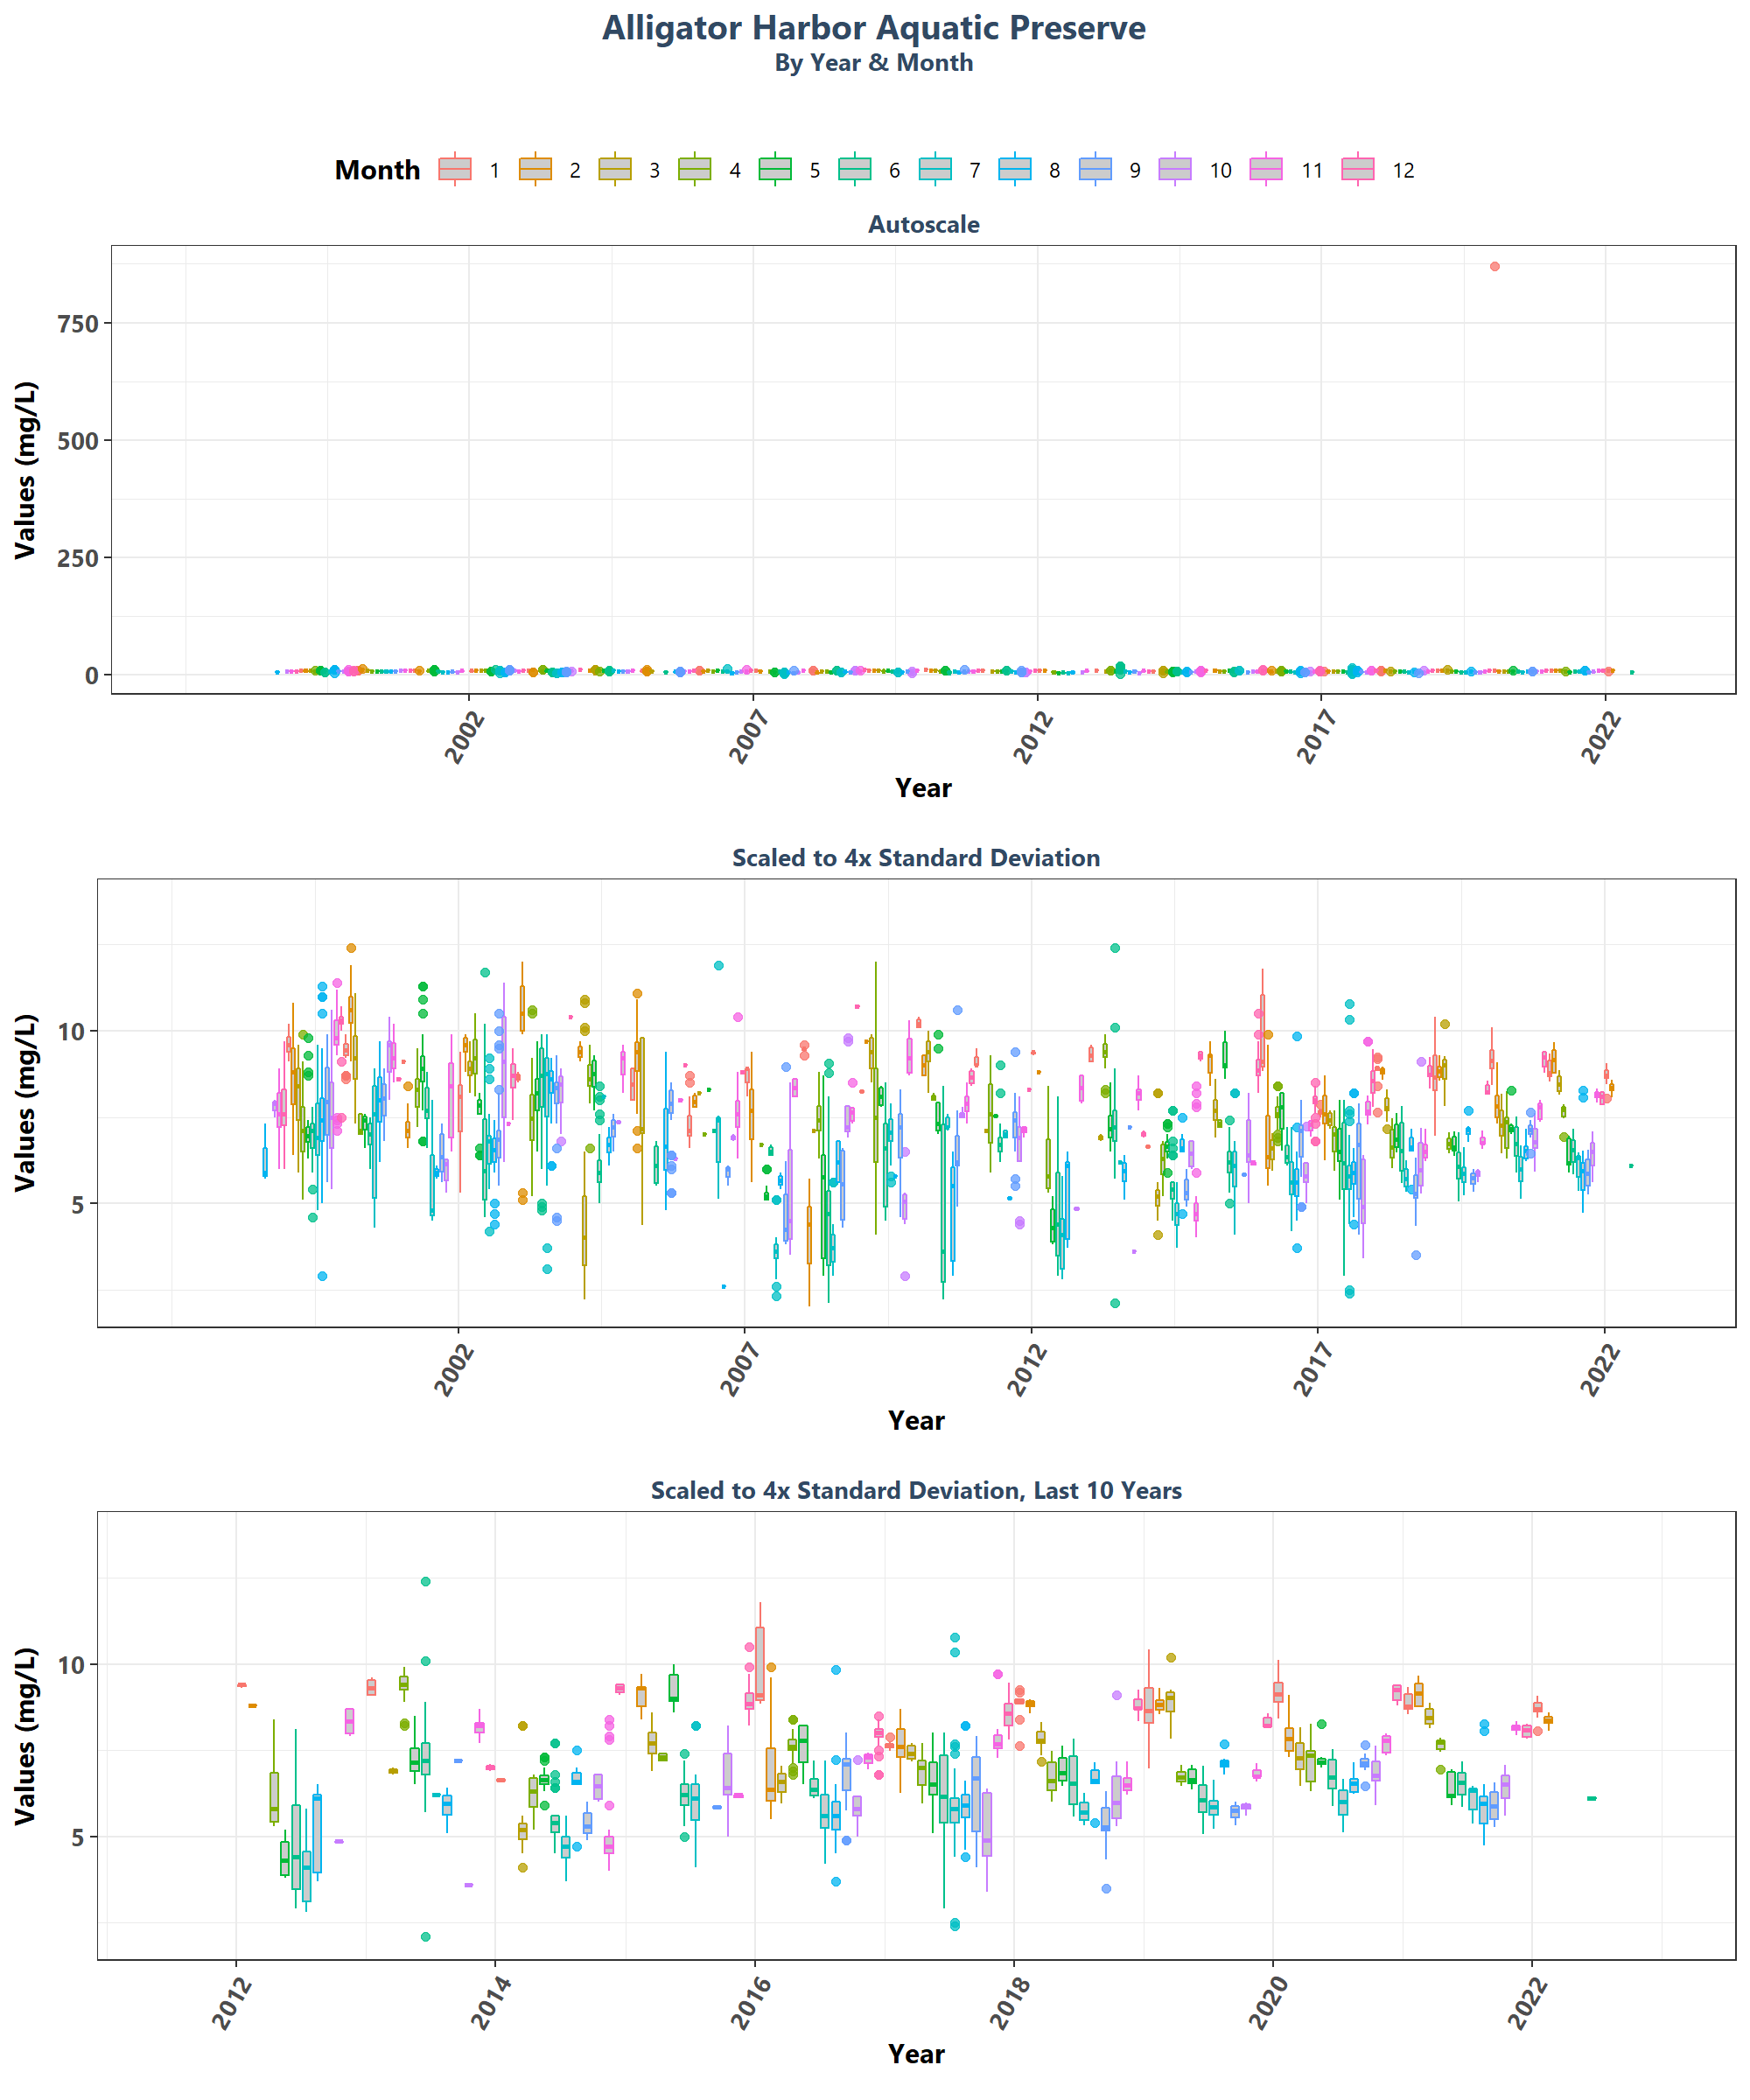 Alligator Harbor Aquatic Preserve
By Year & Month
Month 1 2 3 4 5 6 7 8 9 10 11 12
Autoscale
Values (mg/L)
750
500
250
0
2002 2007 2012 2017 2022
Year
Scaled to 4x Standard Deviation
Values (mg/L)
10
5
2002 2007 2012 2017 2022
Year
Scaled to 4x Standard Deviation, Last 10 Years
Values (mg/L)
10
5
2012 2014 2016 2018 2020 2022
Year